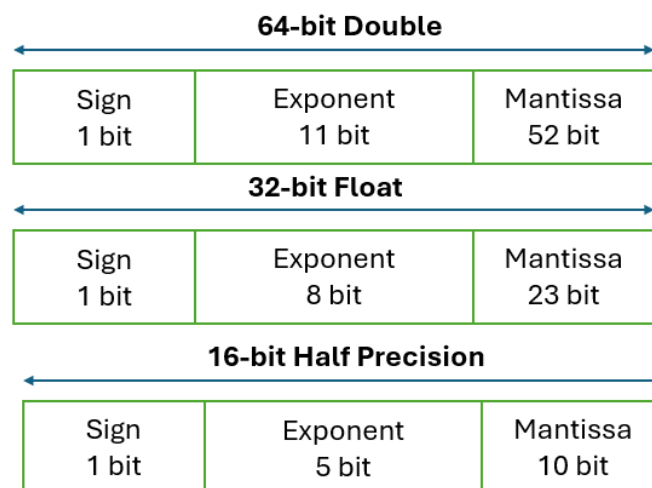 64-bit Double
Sign Exponent Mantissa
1 bit 11 bit 52 bit
32-bit Float
Sign Exponent Mantissa
1 bit 8 bit 23 bit
16-bit Half Precision
Sign Exponent Mantissa
1 bit 5 bit 10 bit